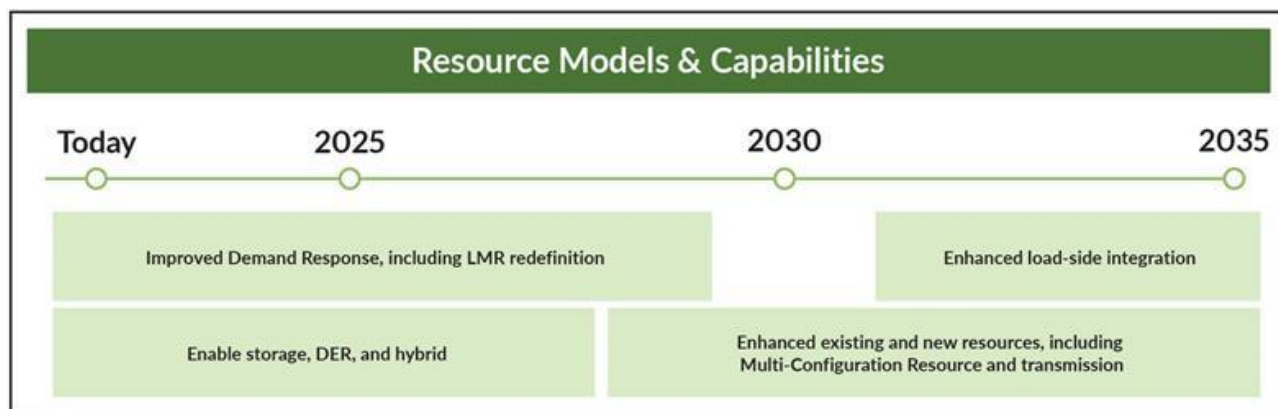 Resource Models & Capabilities
Today
2025
2030
2035
Improved Demand Response, including LMR redefinition
Enhanced load-side integration
Enable storage, DER, and hybrid
Enhanced existing and new resources, including
Multi-Configuration Resource and transmission